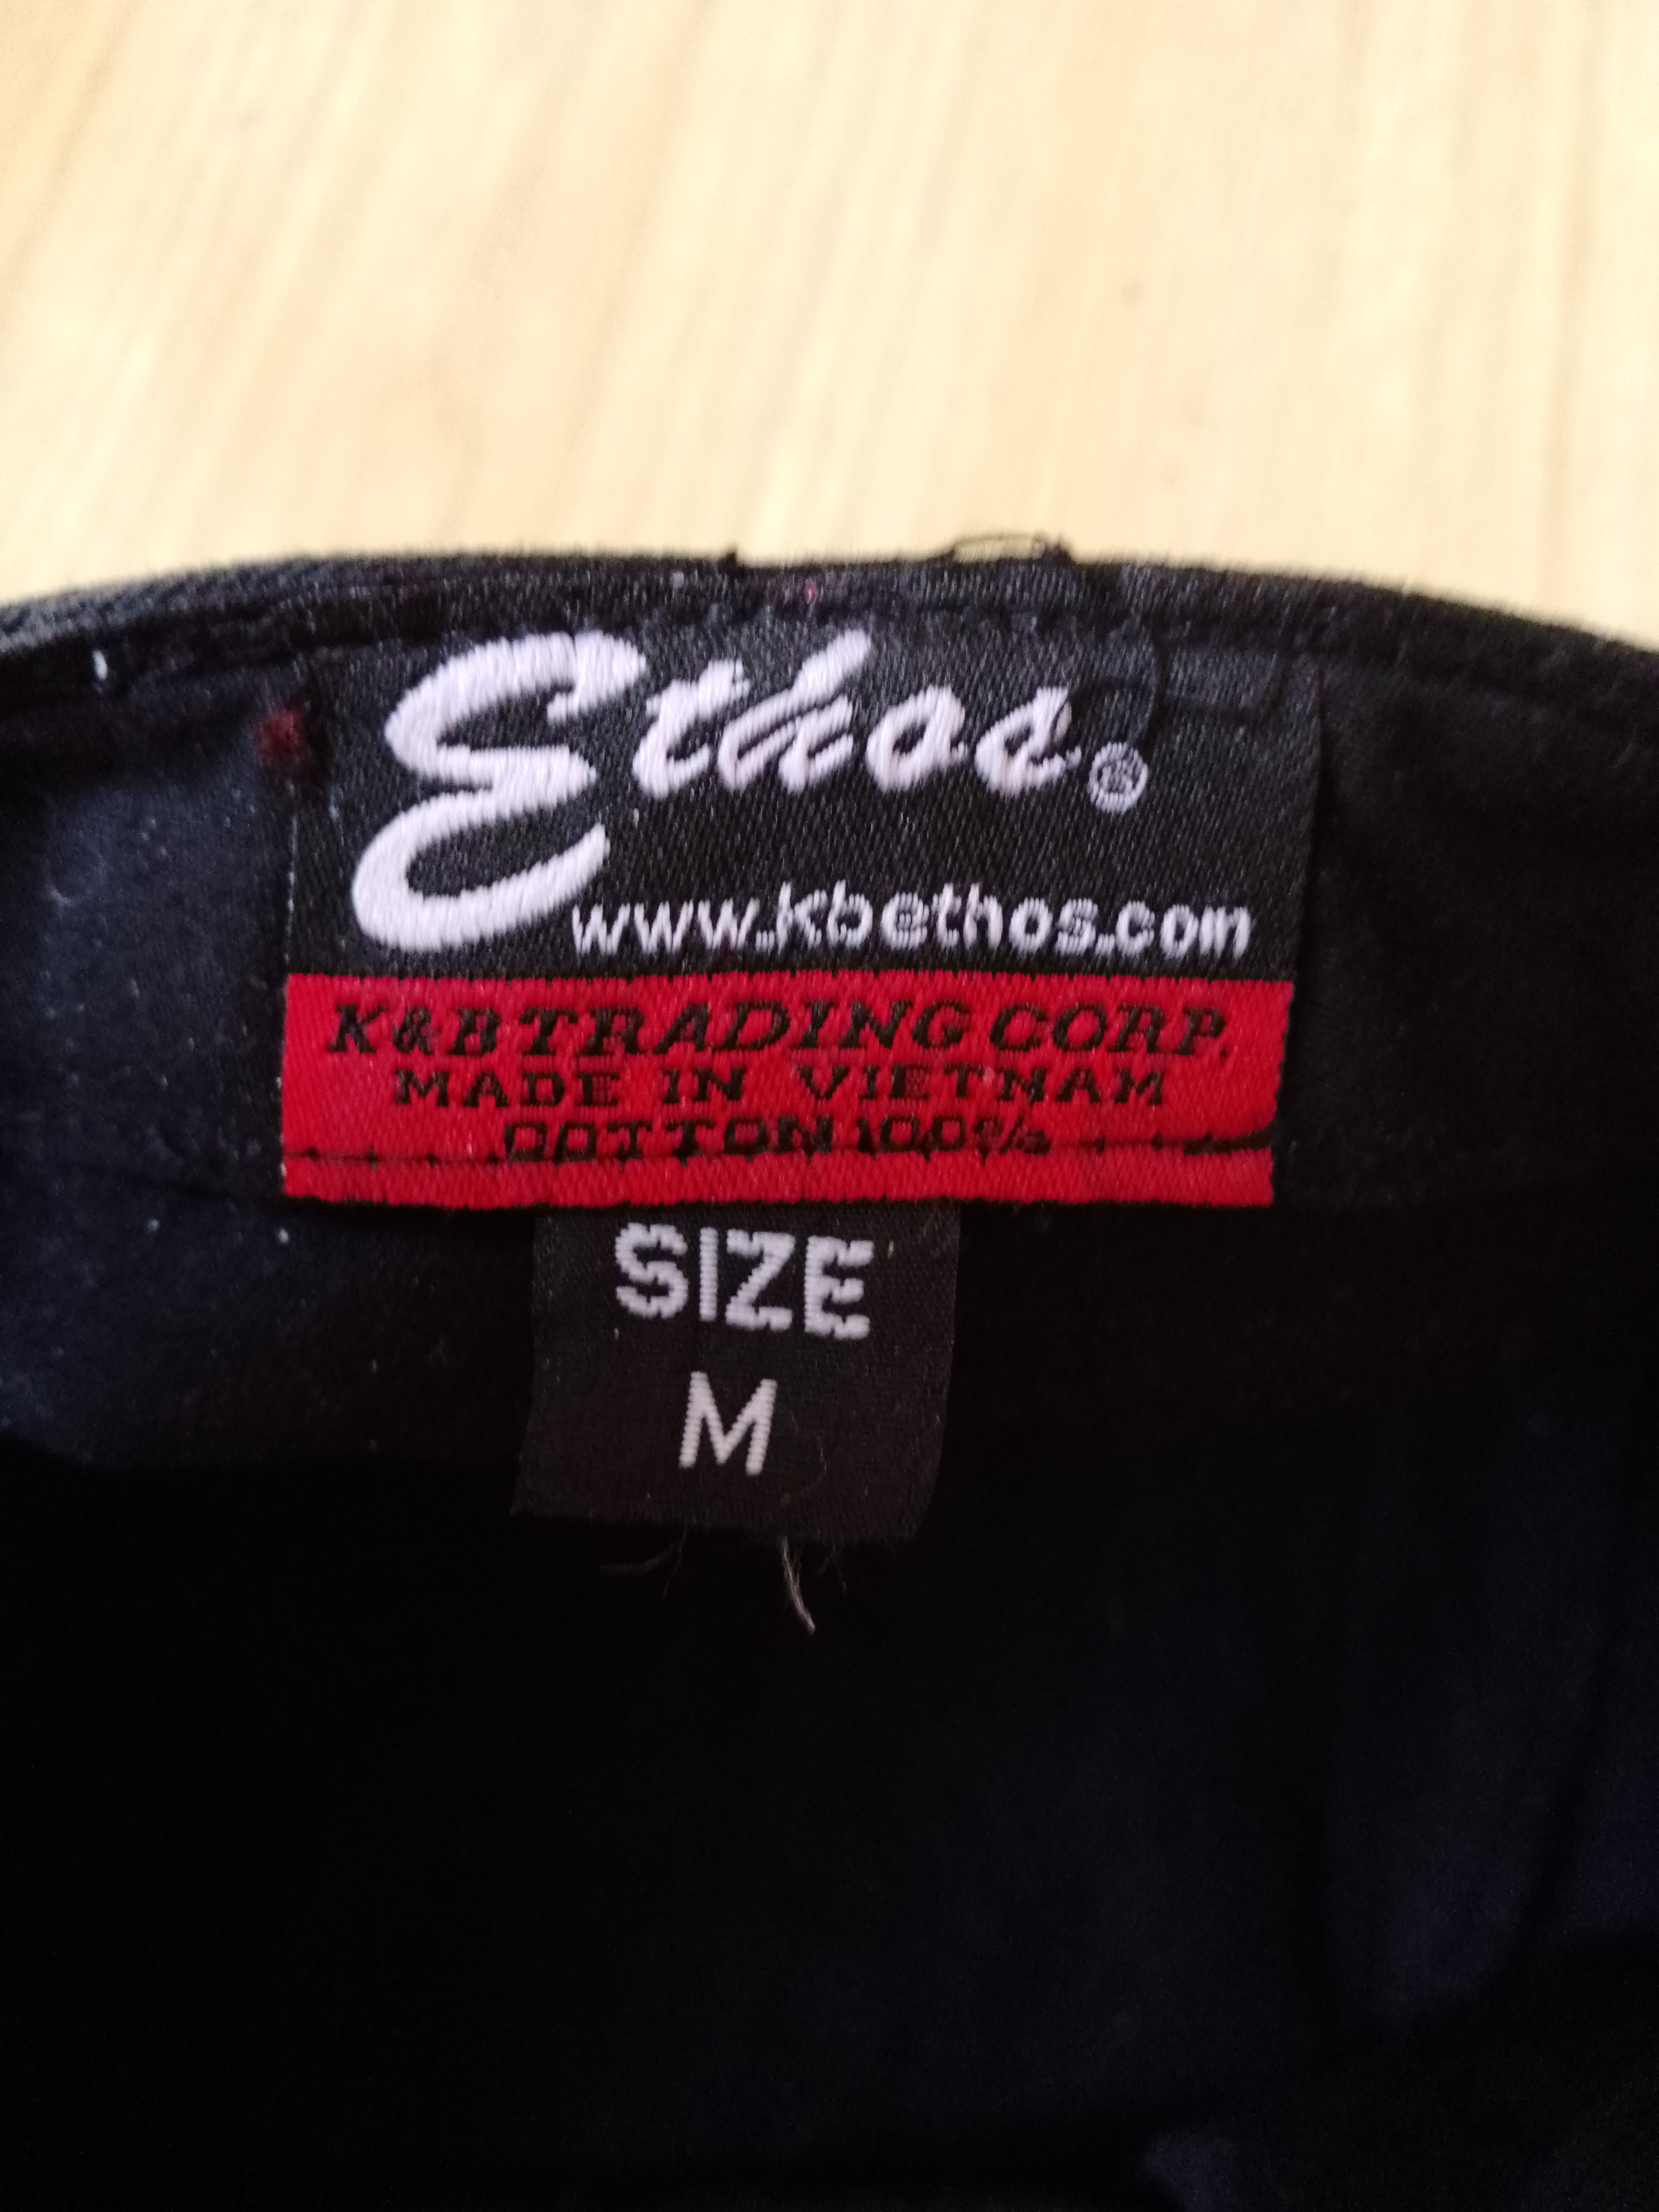 Ethos®
www.kbethos.com
K&B TRADING CORP.
MADE IN VIETNAM
COTTON 100%
SIZE
M